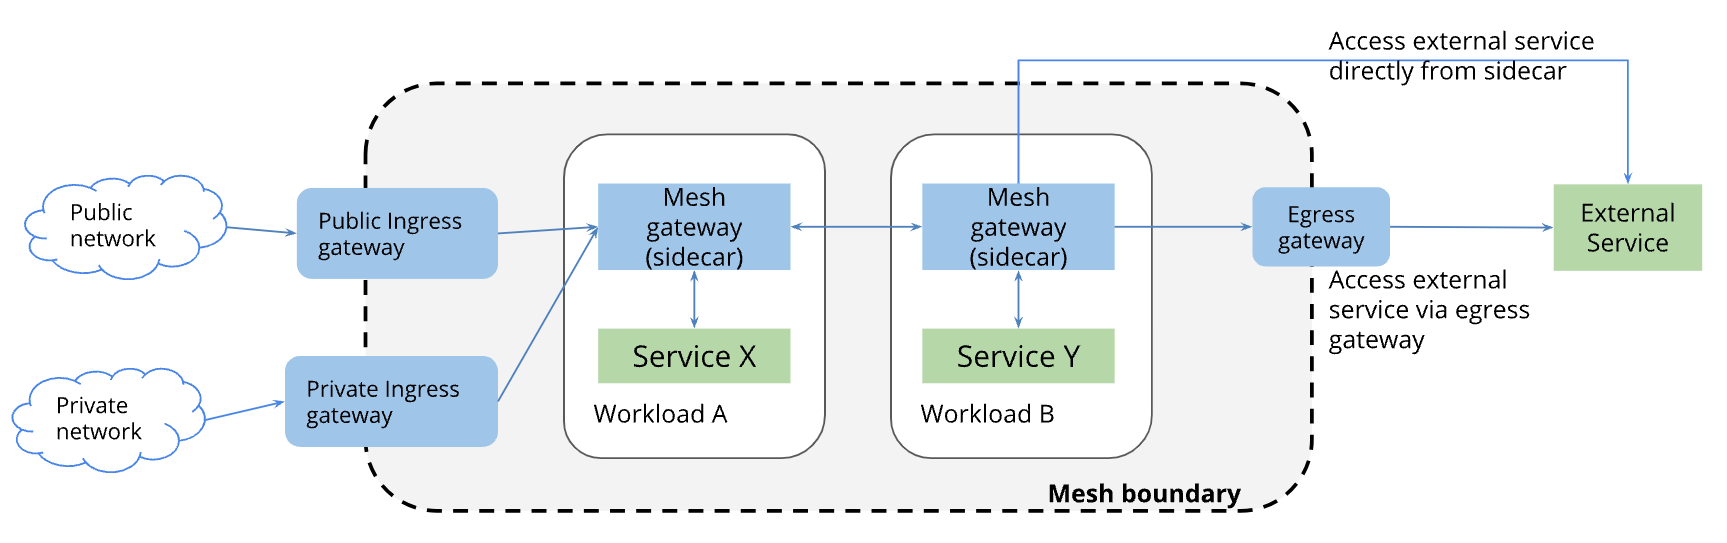 Access external service
directly from sidecar
Public
network
Public Ingress
gateway
Mesh
gateway
(sidecar)
Mesh
gateway
(sidecar)
Egress
gateway
External
Service
Access external
service via egress
gateway
Service X
Service Y
Private
network
Private Ingress
gateway
Workload A
Workload B
Mesh boundary